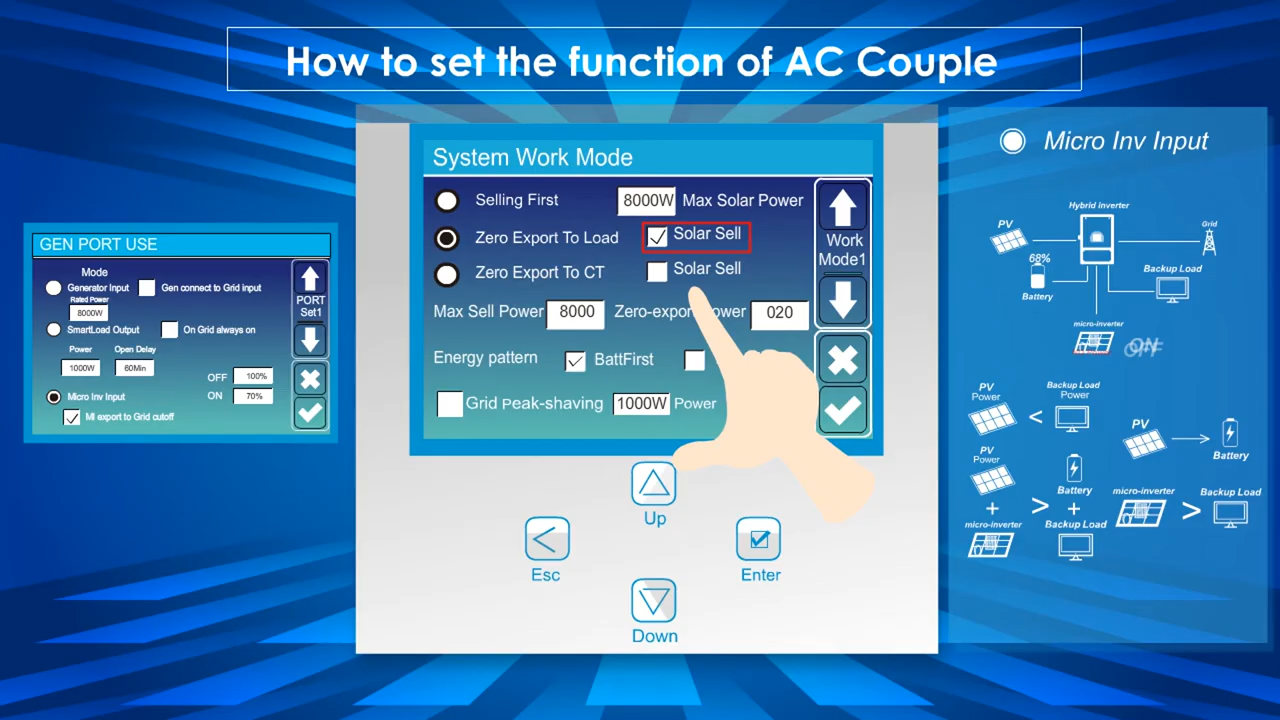 How to set the function of AC Couple
GEN PORT USE
Mode
Generator Input
Gen connect to Grid input
Rated Power
8000W
SmartLoad Output
On Grid always on
Power
Open Delay
1000W
60Min
OFF
100%
ON
70%
Micro Inv Input
MI export to Grid cutoff
PORT
Set1
System Work Mode
Selling First
8000W
Max Solar Power
Zero Export To Load
Solar Sell
Zero Export To CT
Solar Sell
Max Sell Power
8000
020
Energy pattern
BattFirst
Grid Peak-shaving
1000W
Power
Work
Mode1
Up
Esc
Enter
Down
Micro Inv Input
Hybrid inverter
PV
Grid
68%
Battery
Backup Load
micro-inverter
PV
Power
<
Backup Load
Power
PV
Battery
PV
Power
+
micro-inverter
>
Battery
+
Backup Load
micro-inverter
>
Backup Load